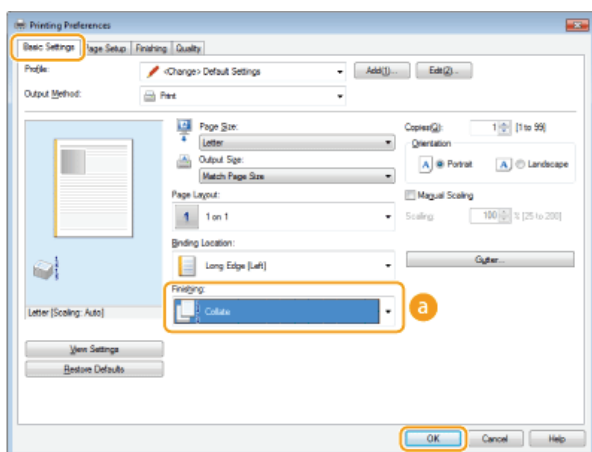 Printing Preferences
Basic Settings Page Setup Finishing Quality
Profile: <Change> Default Settings Add(1)... Edit(2)...
Output Method: Print
Page Size: Copies(Q): 1 [1 to 99]
Letter Orientation
Output Size: A Portrait A Landscape
Match Page Size
Page Layout: Manual Scaling
1 1 on 1 Scaling: 100 % [25 to 200]
Binding Location:
Long Edge [Left] Gutter...
Finishing:
Letter [Scaling: Auto] Collate a
View Settings
Restore Defaults
OK Cancel Help